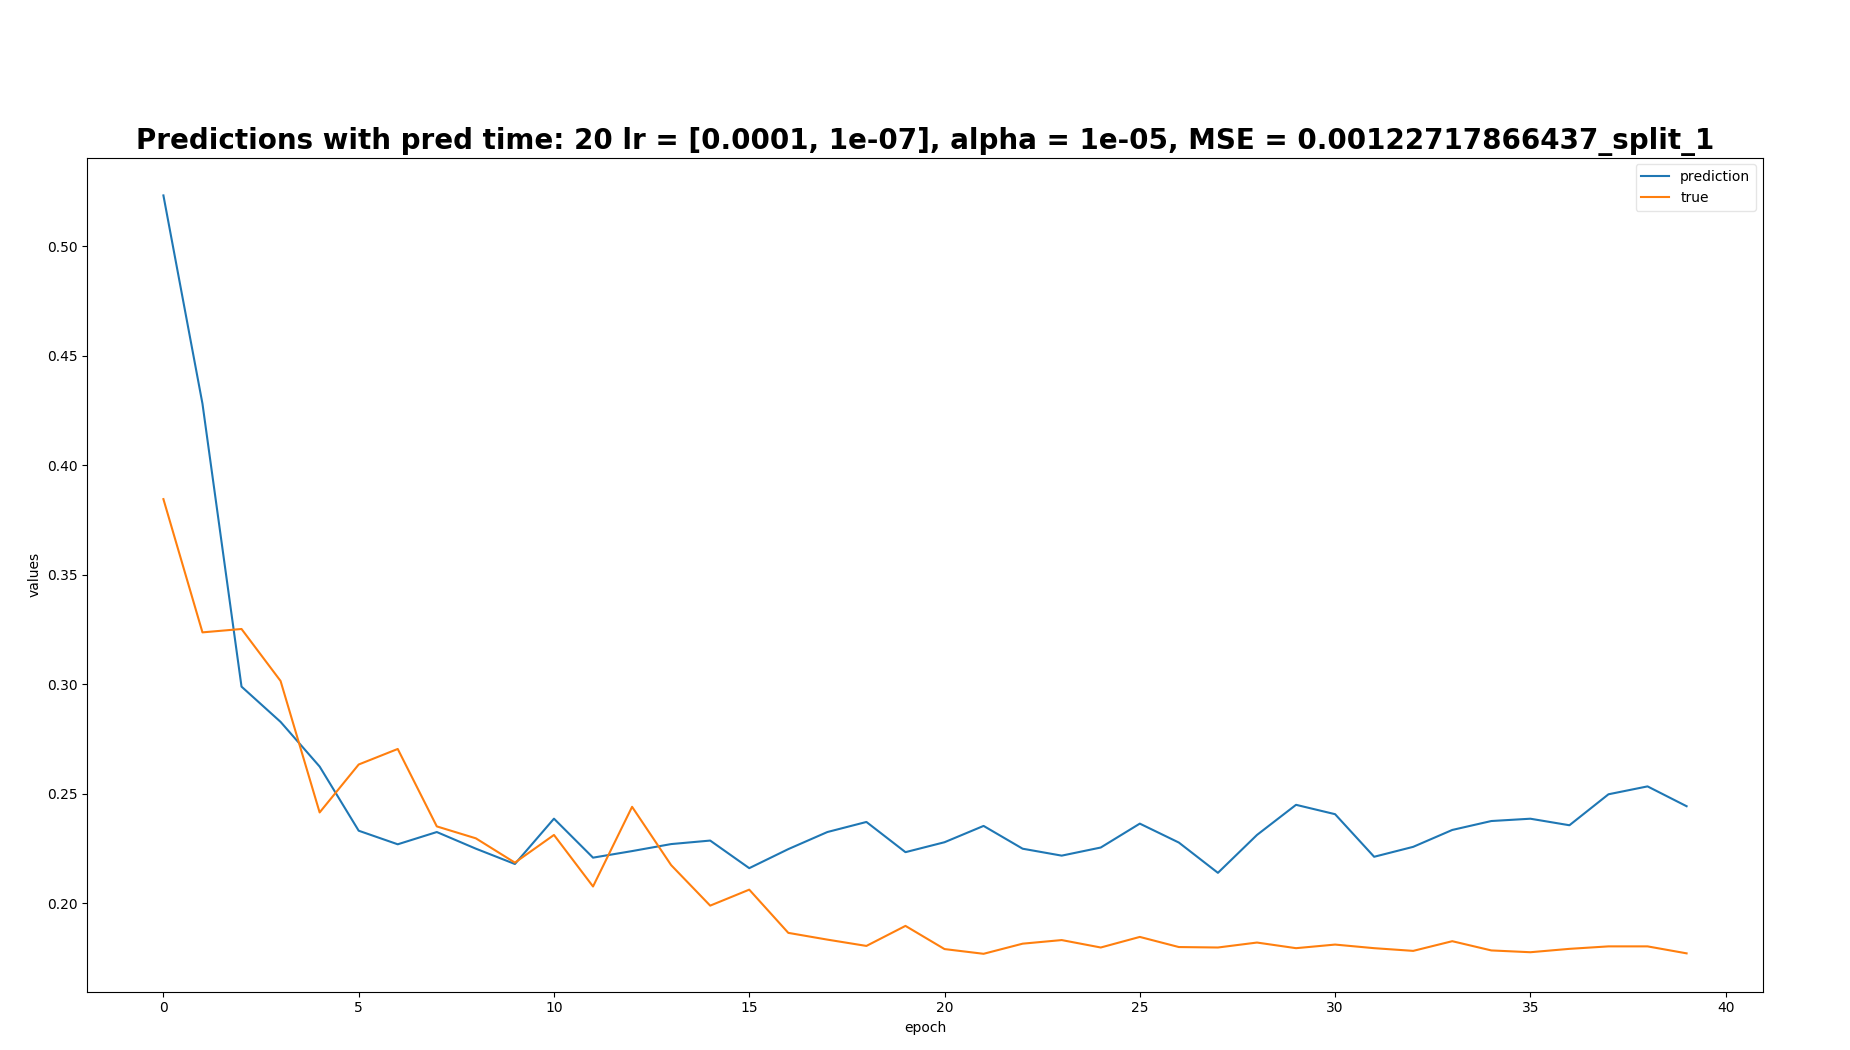 Predictions with pred time: 20 lr = [0.0001, 1e-07], alpha = 1e-05, MSE = 0.00122717866437_split_1
prediction
true
0.50
0.45
0.40
0.35
0.30
0.25
0.20
values
0 5 10 15 20 25 30 35 40
epoch